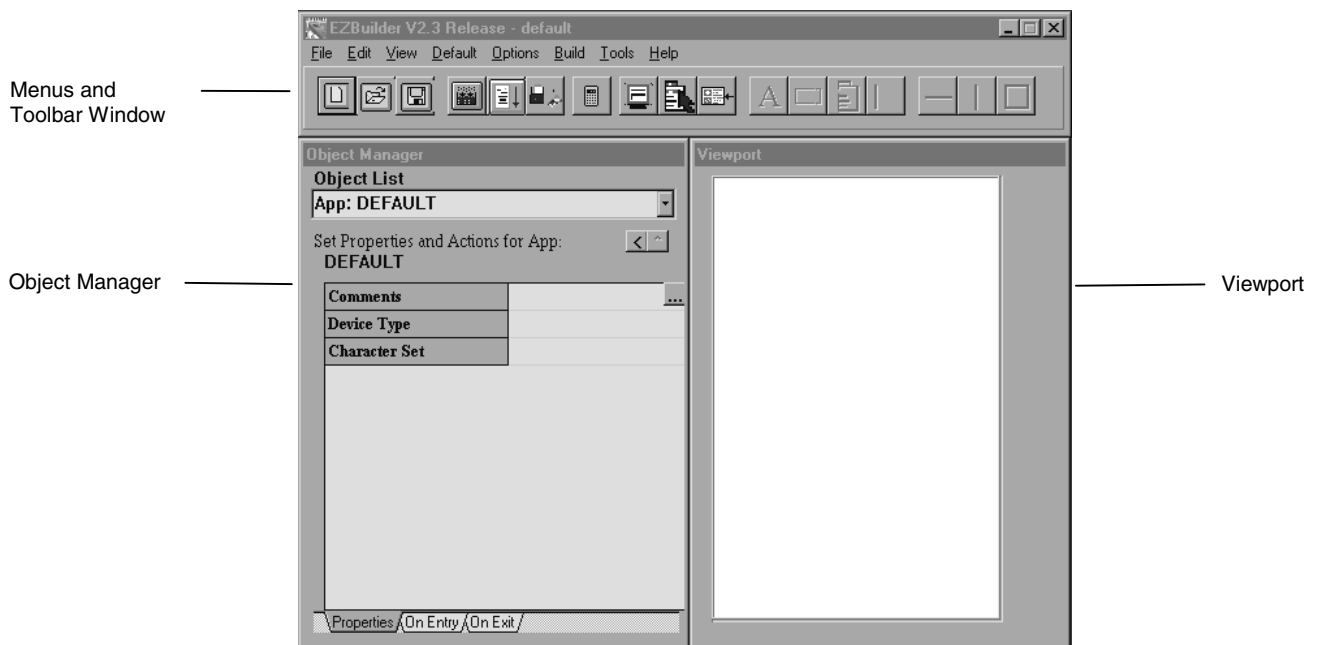 EZBuilder V2.3 Release - default
File Edit View Default Options Build Tools Help
Menus and
Toolbar Window
A
Object Manager
Viewport
Object List
App: DEFAULT
Set Properties and Actions for App:
DEFAULT
Object Manager
Comments
...
Device Type
Character Set
Viewport
Properties
On Entry
On Exit